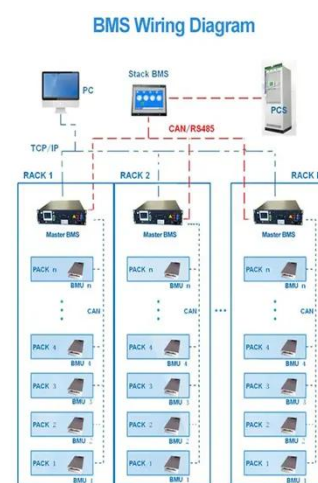 BMS Wiring Diagram
Stack BMS
PC
PCS
CAN/RS485
TCP/IP
RACK 1
RACK 2
RACK
Master BMS
Master BMS
Master BMS
PACK n
PACK n
PACK n
BMU n
BMU n
BMU n
CAN
CAN
CAN
PACK 4
PACK 4
PACK 4
BMU 4
BMU 4
BMU 4
PACK 3
PACK 3
PACK 3
BMU 3
BMU 3
BMU 3
PACK 2
PACK 2
PACK 2
BMU 2
BMU 2
BMU 2
PACK 1
PACK 1
PACK 1
BMU
BMU
BMU